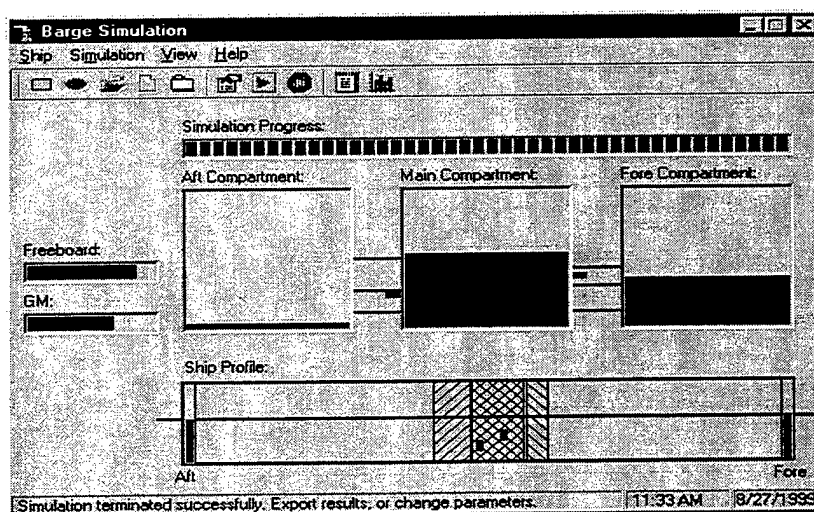 Barge Simulation
Ship Simulation View Help
Simulation Progress:
Aft Compartment: Main Compartment: Fore Compartment:
Freeboard:
GM:
Ship Profile:
Aft Fore
Simulation terminated successfully. Export results, or change parameters. 11:33 AM 8/27/1999